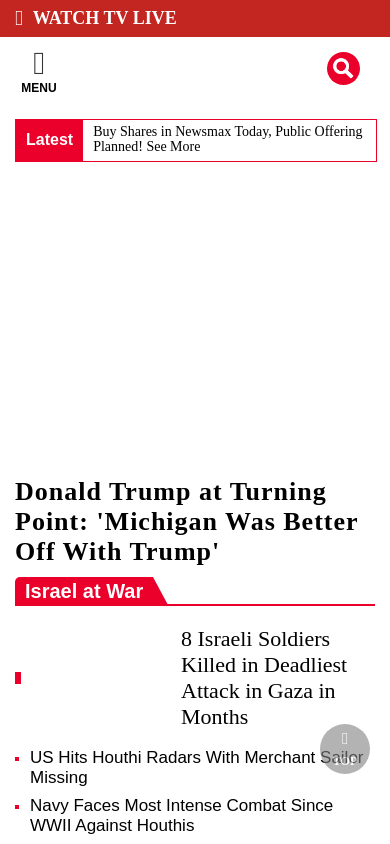 WATCH TV LIVE
MENU
Latest
Buy Shares in Newsmax Today, Public Offering
Planned! See More
Donald Trump at Turning
Point: 'Michigan Was Better
Off With Trump'
Israel at War
8 Israeli Soldiers
Killed in Deadliest
Attack in Gaza in
Months
US Hits Houthi Radars With Merchant Sailor
Missing
TOP
Navy Faces Most Intense Combat Since
WWII Against Houthis